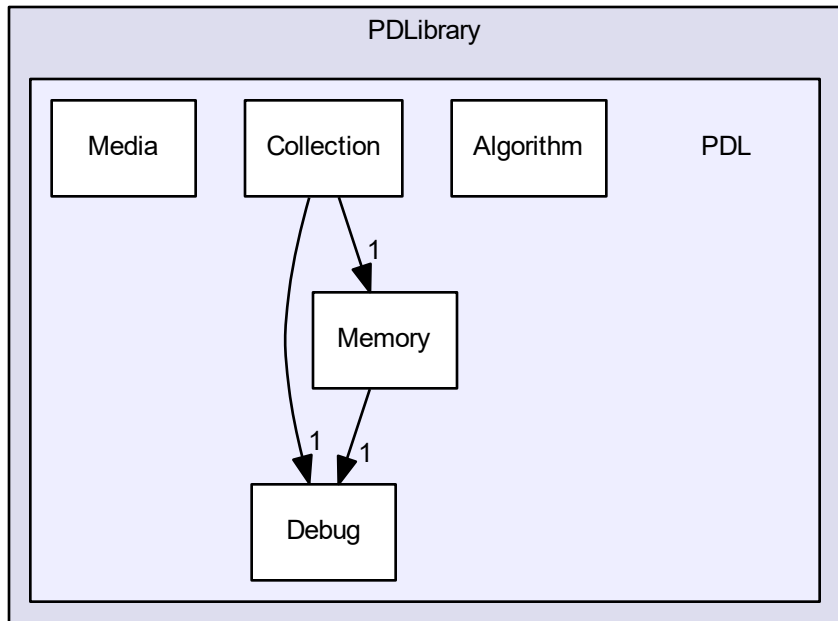 PDLibrary
Media
Collection
Algorithm
PDL
1
Memory
1
1
Debug